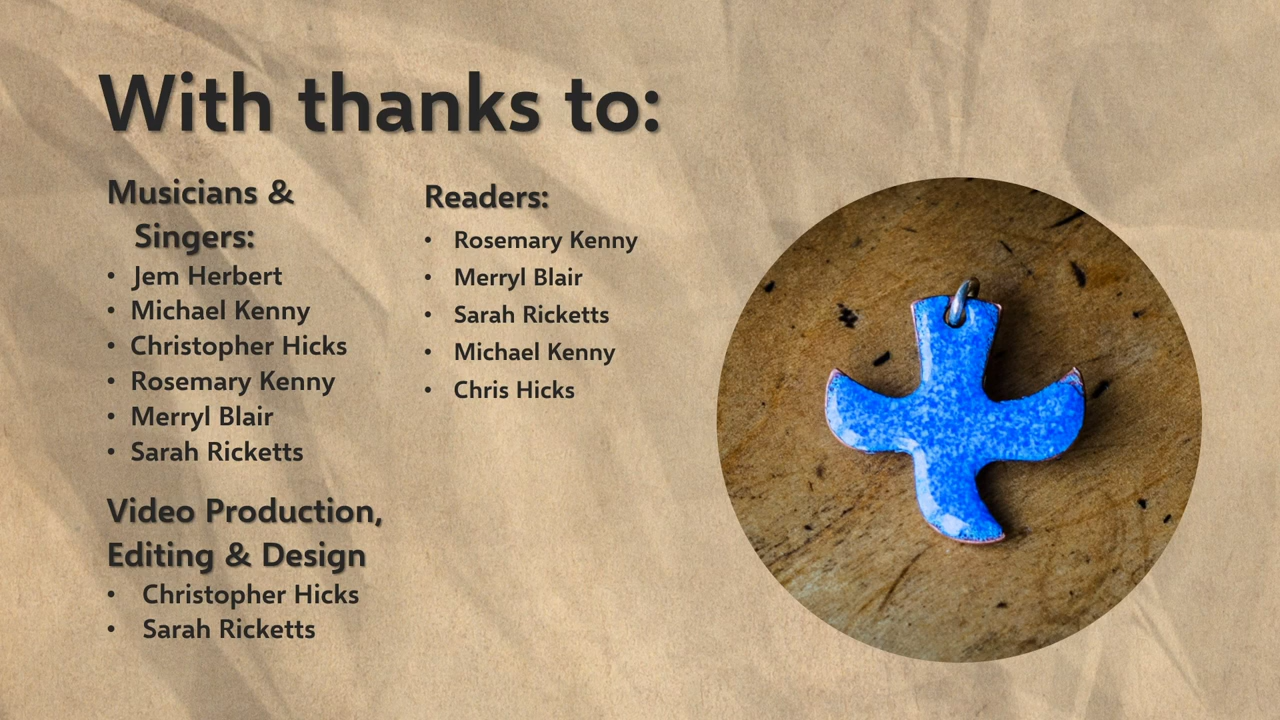 With thanks to:
Musicians &
Singers:
• Jem Herbert
• Michael Kenny
• Christopher Hicks
• Rosemary Kenny
• Merryl Blair
• Sarah Ricketts
Video Production,
Editing & Design
• Christopher Hicks
• Sarah Ricketts
Readers:
• Rosemary Kenny
• Merryl Blair
• Sarah Ricketts
• Michael Kenny
• Chris Hicks